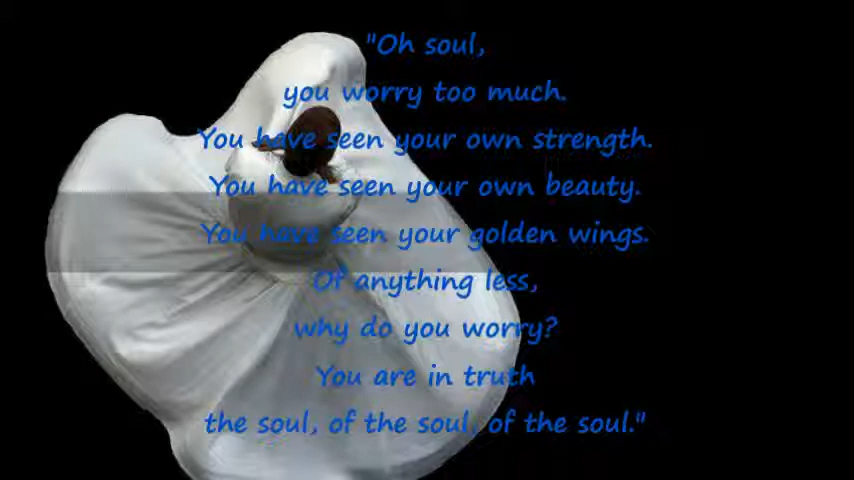 "Oh soul,
you worry too much.
You have seen your own strength.
You have seen your own beauty.
You have seen your golden wings.
Of anything less,
why do you worry?
You are in truth
the soul, of the soul, of the soul."